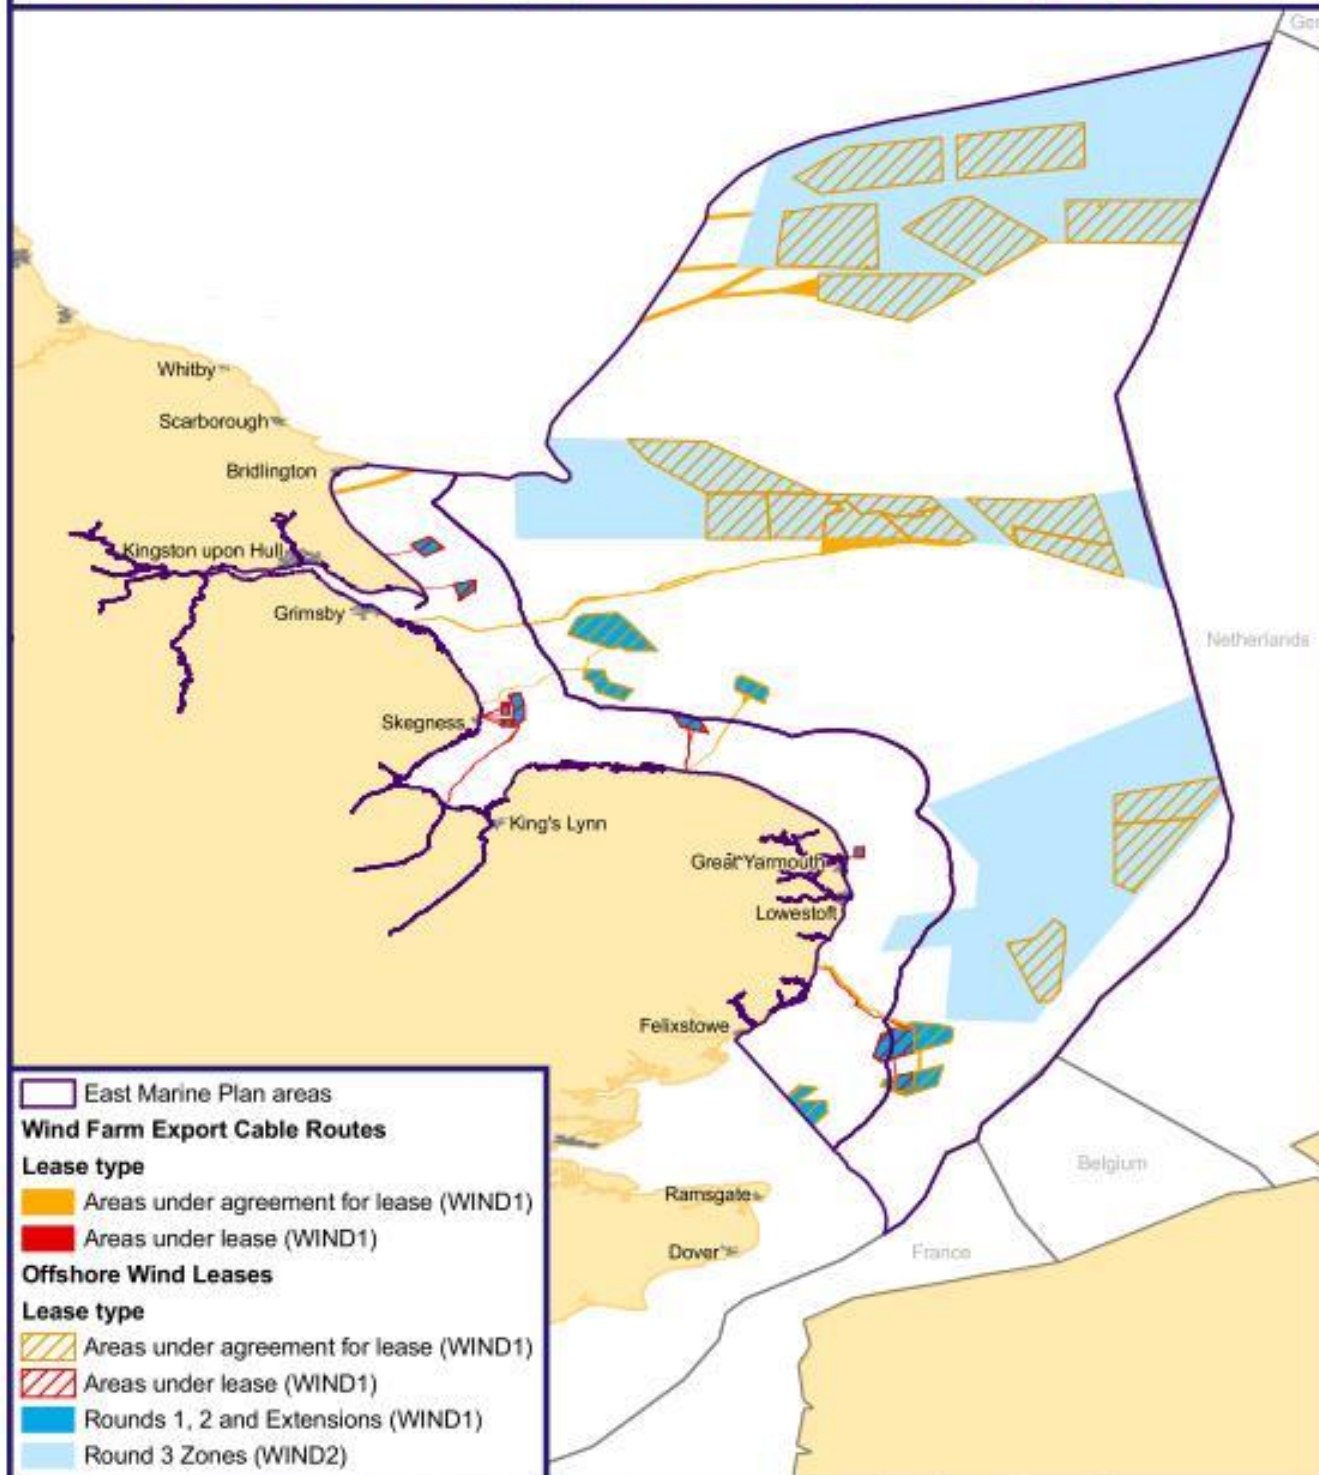 Ger
Whitby
Scarborough
Bridlington
Kingston upon Hull
Grimsby
Netherlands
Skegness
King's Lynn
Great Yarmouth
Lowestoft
Felixstowe
East Marine Plan areas
Wind Farm Export Cable Routes
Lease type
Areas under agreement for lease (WIND1)
Areas under lease (WIND1)
Offshore Wind Leases
Lease type
Areas under agreement for lease (WIND1)
Areas under lease (WIND1)
Rounds 1, 2 and Extensions (WIND1)
Round 3 Zones (WIND2)
Belgium
Ramsgate
Dover
France